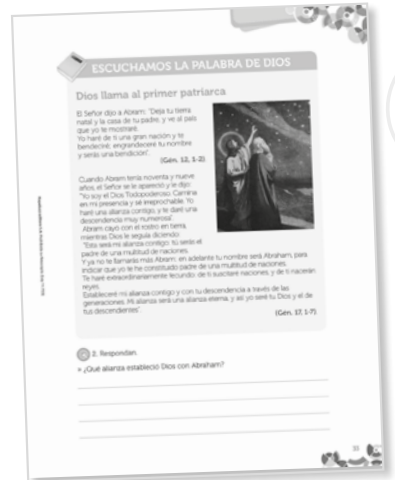 ESCUCHAMOS LA PALABRA DE DIOS
Dios llama al primer patriarca
El Señor dijo a Abram: "Deja tu tierra
natal y la casa de tu padre, y ve al país
que yo te mostraré.
Yo haré de ti una gran nación y te
bendeciré; engrandeceré tu nombre
y serás una bendición".
(Gén. 12, 1-2)
Cuando Abram tenía noventa y nueve
años, el Señor se le apareció y le dijo:
"Yo soy el Dios Todopoderoso. Camina
en mi presencia y sé irreprochable. Yo
haré una alianza contigo, y te daré una
descendencia muy numerosa".
Abram cayó con el rostro en tierra,
mientras Dios le seguía diciendo:
"Esta será mi alianza contigo: tú serás el
padre de una multitud de naciones.
Y ya no te llamarás más Abram: en adelante tu nombre será Abraham, para
indicar que yo te he constituido padre de una multitud de naciones.
Te haré extraordinariamente fecundo: de ti suscitaré naciones, y de ti nacerán
reyes.
Estableceré mi alianza contigo y con tu descendencia a través de las
generaciones. Mi alianza será una alianza eterna, y así yo seré tu Dios y el de
tus descendientes".
(Gén. 17, 1-7)
2. Respondan.
» ¿Qué alianza estableció Dios con Abraham?